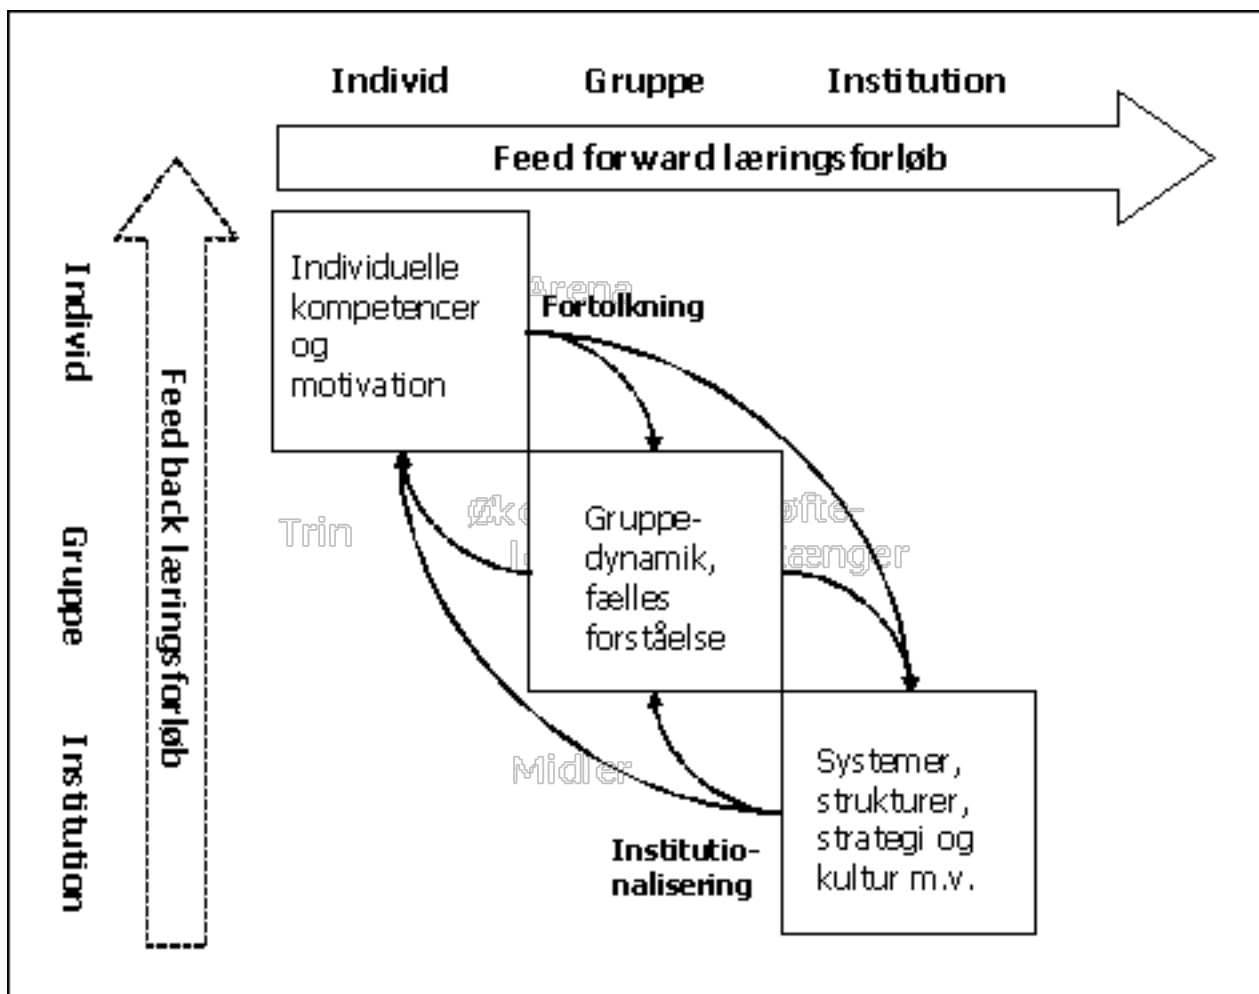 Individ Gruppe Institution
Feed forward læringsforløb
Individ
Gruppe
Institution
Feed back læringsforløb
Individuelle
kompetencer
og
motivation
Arena
Fortolkning
Trin
Gruppe-
dynamik,
fælles
forståelse
Midler
Institutio-
nalisering
Systemer,
strukturer,
strategi og
kultur m.v.